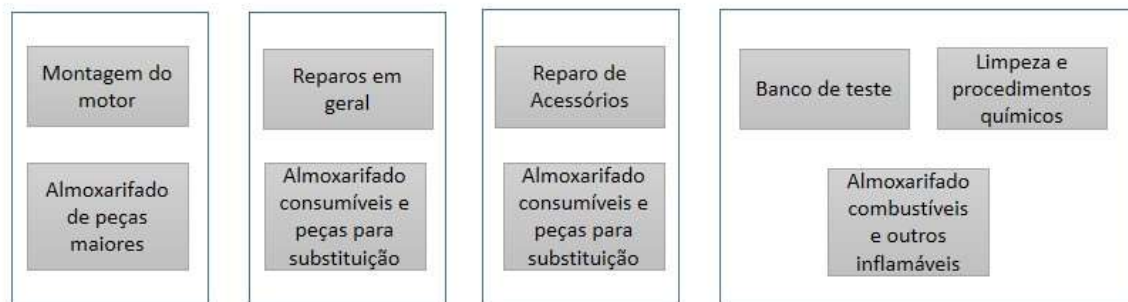 Montagem do
motor
Almoxarifado
de peças
maiores
Reparos em
geral
Almoxarifado
consumíveis e
peças para
substituição
Reparo de
Acessórios
Almoxarifado
consumíveis e
peças para
substituição
Banco de teste
Limpeza e
procedimentos
químicos
Almoxarifado
combustíveis
e outros
inflamáveis